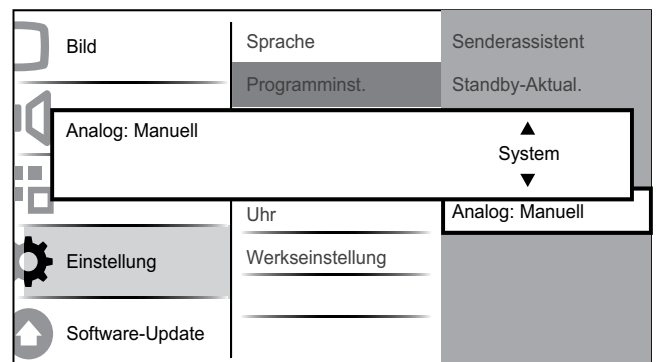 Bild
Sprache
Senderassistent
Programminst.
Standby-Aktual.
Analog: Manuell
System
Uhr
Analog: Manuell
Einstellung
Werkseinstellung
Software-Update